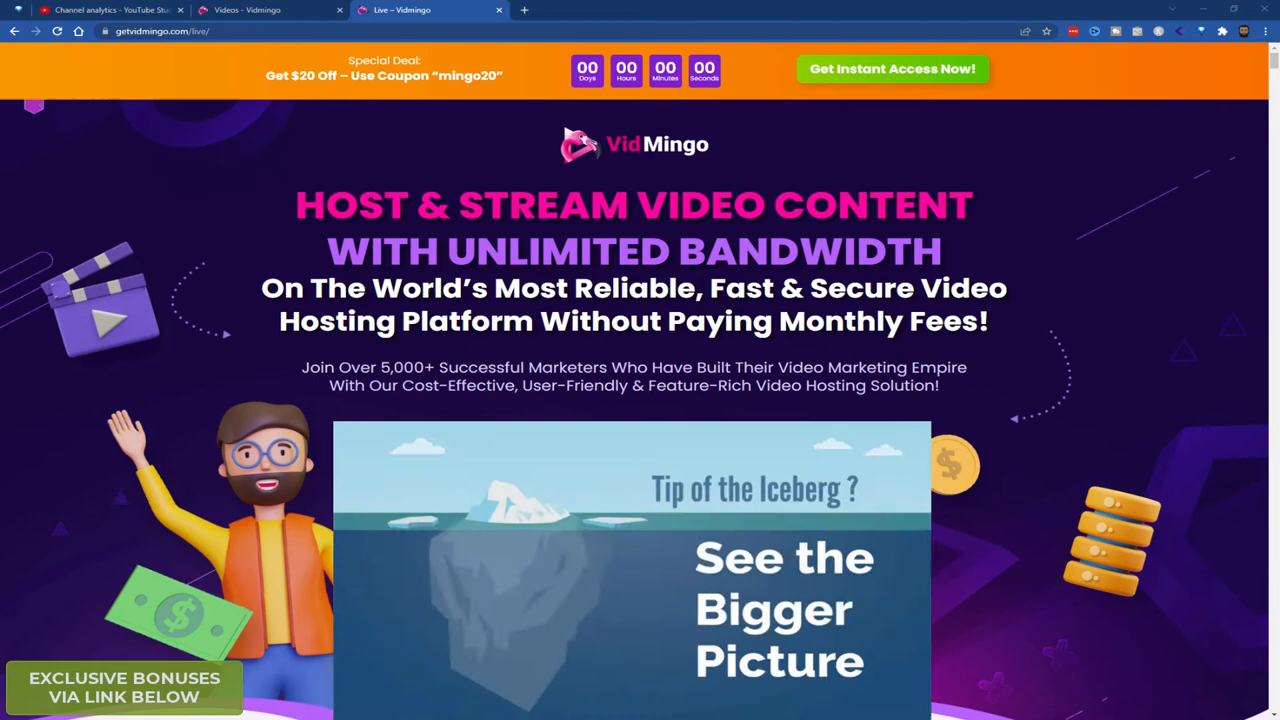 Channel analytics - YouTube Stu
Videos – Vidmingo
Live – Vidmingo
getvidmingo.com/live/
Special Deal:
Get $20 Off – Use Coupon “mingo20”
00 00 00 00
Days Hours Minutes Seconds
Get Instant Access Now!
VidMingo
HOST & STREAM VIDEO CONTENT
WITH UNLIMITED BANDWIDTH
On The World’s Most Reliable, Fast & Secure Video
Hosting Platform Without Paying Monthly Fees!
Join Over 5,000+ Successful Marketers Who Have Built Their Video Marketing Empire
With Our Cost-Effective, User-Friendly & Feature-Rich Video Hosting Solution!
Tip of the Iceberg ?
See the
Bigger
Picture
EXCLUSIVE BONUSES
VIA LINK BELOW